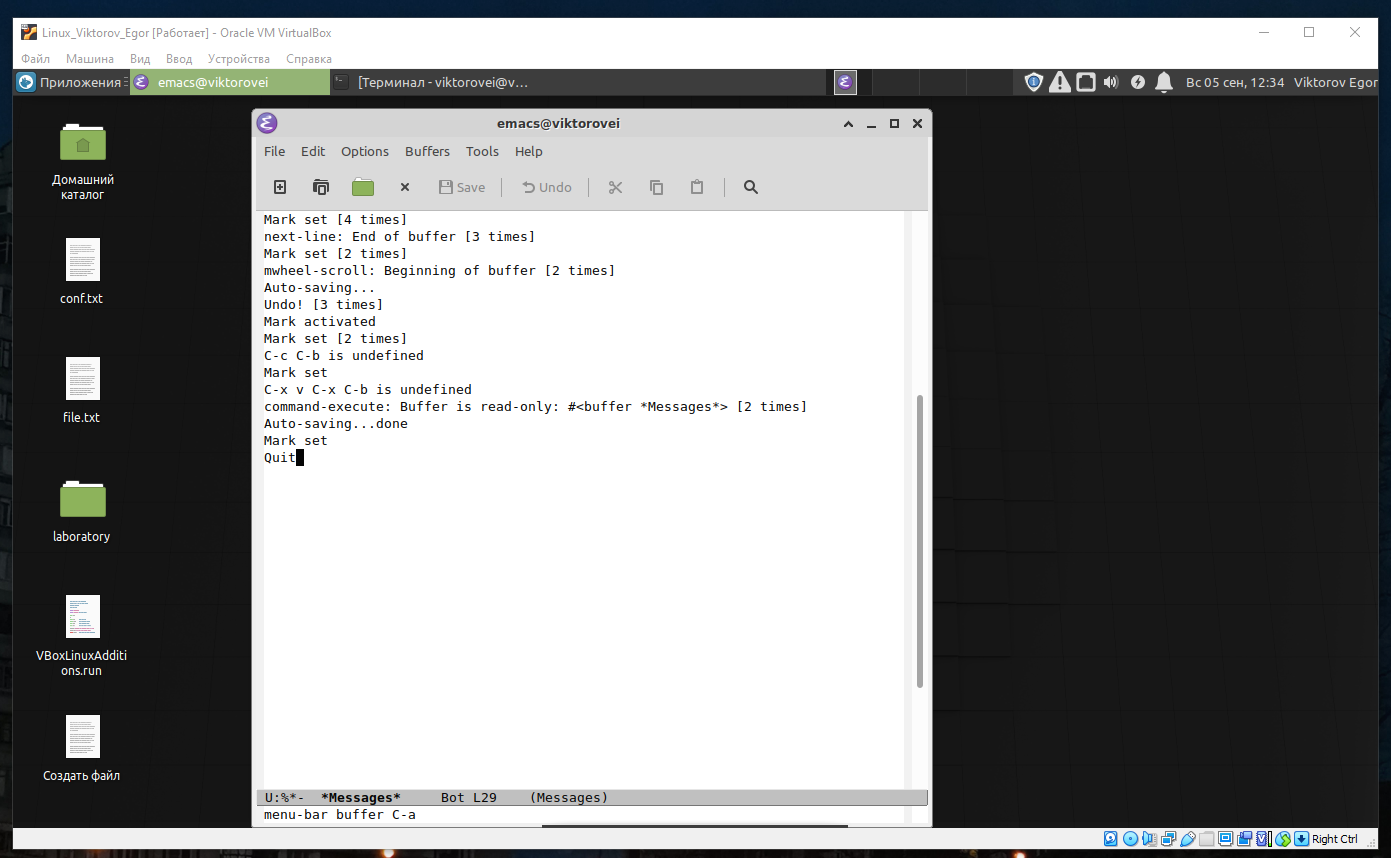 Linux_Viktorov_Egor [Работает] - Oracle VM VirtualBox
Файл Машина Вид Ввод Устройства Справка
Приложения emacs@viktorovei [Терминал - viktorovei@v... Вс 05 сен, 12:34 Viktorov Egor
emacs@viktorovei
File Edit Options Buffers Tools Help
Save Undo
Домашний
каталог
conf.txt
file.txt
laboratory
VBoxLinuxAdditi
ons.run
Создать файл
Mark set [4 times]
next-line: End of buffer [3 times]
Mark set [2 times]
mwheel-scroll: Beginning of buffer [2 times]
Auto-saving...
Undo! [3 times]
Mark activated
Mark set [2 times]
C-c C-b is undefined
Mark set
C-x v C-x C-b is undefined
command-execute: Buffer is read-only: #<buffer *Messages*> [2 times]
Auto-saving...done
Mark set
Quit
U:%*- *Messages* Bot L29 (Messages)
menu-bar buffer C-a
Right Ctrl